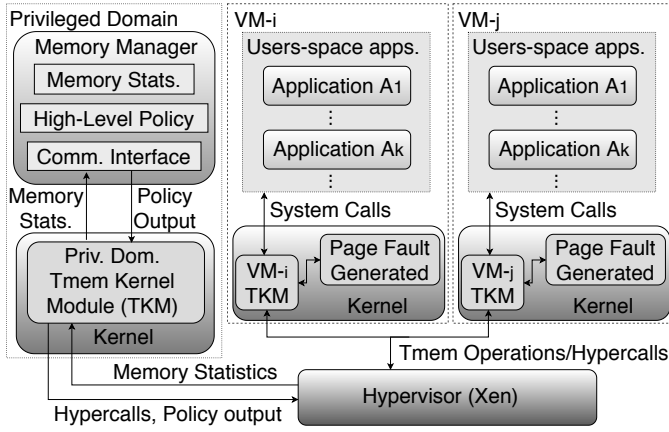 Privileged Domain
Memory Manager
Memory Stats.
High-Level Policy
Comm. Interface
Memory
Stats.
Policy
Output
Priv. Dom.
Tmem Kernel
Module (TKM)
Kernel
VM-i
Users-space apps.
Application A1
⋮
Application Ak
⋮
System Calls
VM-i
TKM
Page Fault
Generated
Kernel
VM-j
Users-space apps.
Application A1
⋮
Application Ak
⋮
System Calls
VM-j
TKM
Page Fault
Generated
Kernel
Tmem Operations/Hypercalls
Memory Statistics
Hypercalls, Policy output
Hypervisor (Xen)